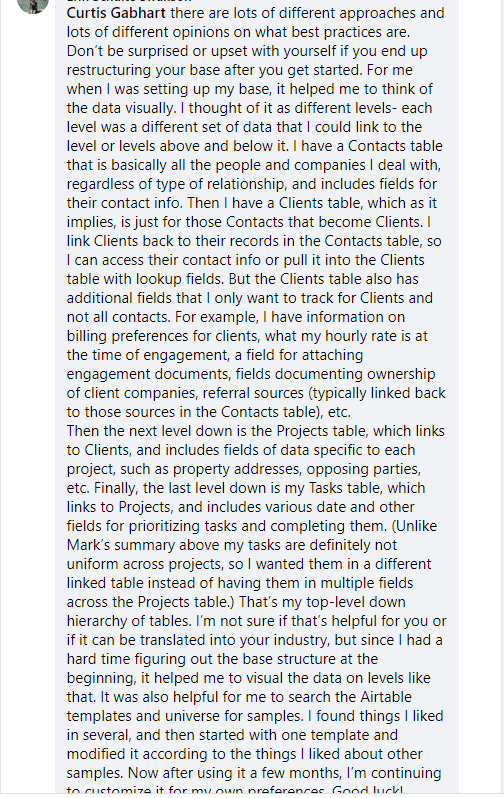 Curtis Gabhart there are lots of different approaches and
lots of different opinions on what best practices are.
Don't be surprised or upset with yourself if you end up
restructuring your base after you get started. For me
when I was setting up my base, it helped me to think of
the data visually. I thought of it as different levels- each
level was a different set of data that I could link to the
level or levels above and below it. I have a Contacts table
that is basically all the people and companies I deal with,
regardless of type of relationship, and includes fields for
their contact info. Then I have a Clients table, which as it
implies, is just for those Contacts that become Clients. I
link Clients back to their records in the Contacts table, so
I can access their contact info or pull it into the Clients
table with lookup fields. But the Clients table also has
additional fields that I only want to track for Clients and
not all contacts. For example, I have information on
billing preferences for clients, what my hourly rate is at
the time of engagement, a field for attaching
engagement documents, fields documenting ownership
of client companies, referral sources (typically linked back
to those sources in the Contacts table), etc.
Then the next level down is the Projects table, which links
to Clients, and includes fields of data specific to each
project, such as property addresses, opposing parties,
etc. Finally, the last level down is my Tasks table, which
links to Projects, and includes various date and other
fields for prioritizing tasks and completing them. (Unlike
Mark's summary above my tasks are definitely not
uniform across projects, so I wanted them in a different
linked table instead of having them in multiple fields
across the Projects table.) That's my top-level down
hierarchy of tables. I'm not sure if that's helpful for you or
if it can be translated into your industry, but since I had a
hard time figuring out the base structure at the
beginning, it helped me to visual the data on levels like
that. It was also helpful for me to search the Airtable
templates and universe for samples. I found things I liked
in several, and then started with one template and
modified it according to the things I liked about other
samples. Now after using it a few months, I'm continuing
to customize it for my own preferences. Good luck!